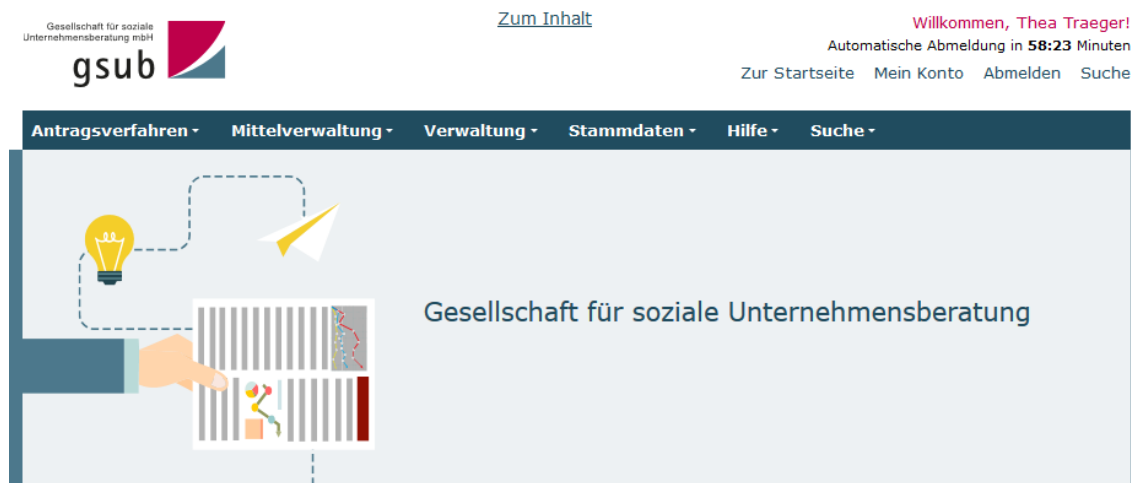 Gesellschaft für soziale
Unternehmensberatung mbH
gsub
Zum Inhalt
Willkommen, Thea Traeger!
Automatische Abmeldung in 58:23 Minuten
Zur Startseite Mein Konto Abmelden Suche
Antragsverfahren Mittelverwaltung Verwaltung Stammdaten Hilfe Suche
Gesellschaft für soziale Unternehmensberatung